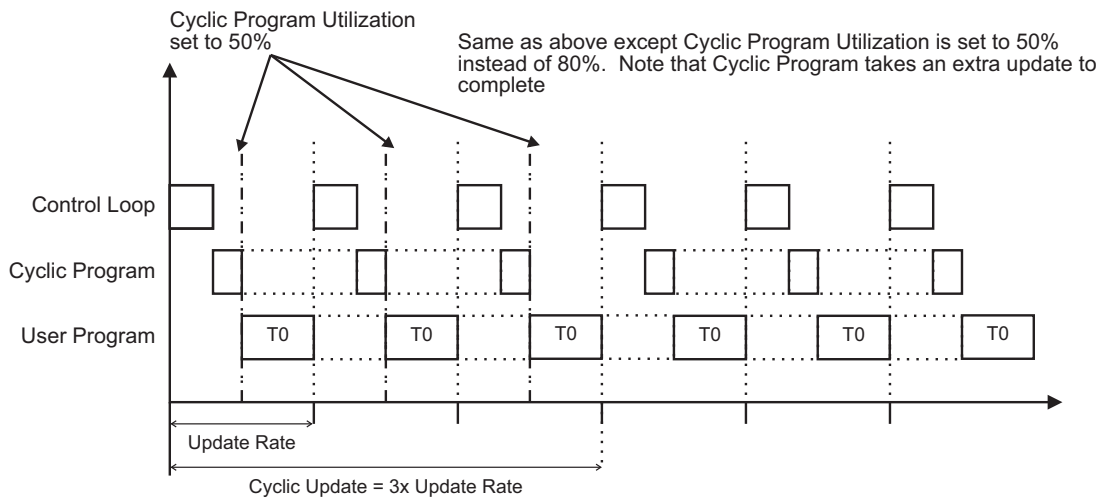 Cyclic Program Utilization
set to 50%
Same as above except Cyclic Program Utilization is set to 50%
instead of 80%. Note that Cyclic Program takes an extra update to
complete
Control Loop
Cyclic Program
User Program
T0
T0
T0
T0
T0
T0
Update Rate
Cyclic Update = 3x Update Rate